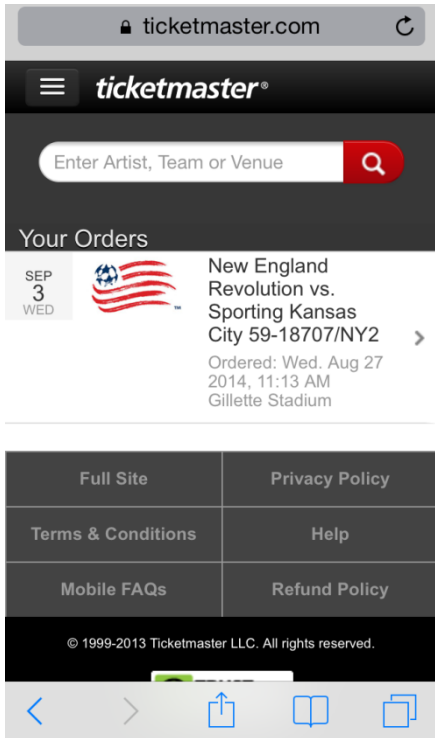 ticketmaster.com
ticketmaster®
Enter Artist, Team or Venue
Your Orders
SEP
3
WED
New England
Revolution vs.
Sporting Kansas
City 59-18707/NY2
Ordered: Wed. Aug 27
2014, 11:13 AM
Gillette Stadium
Full Site
Privacy Policy
Terms & Conditions
Help
Mobile FAQs
Refund Policy
© 1999-2013 Ticketmaster LLC. All rights reserved.